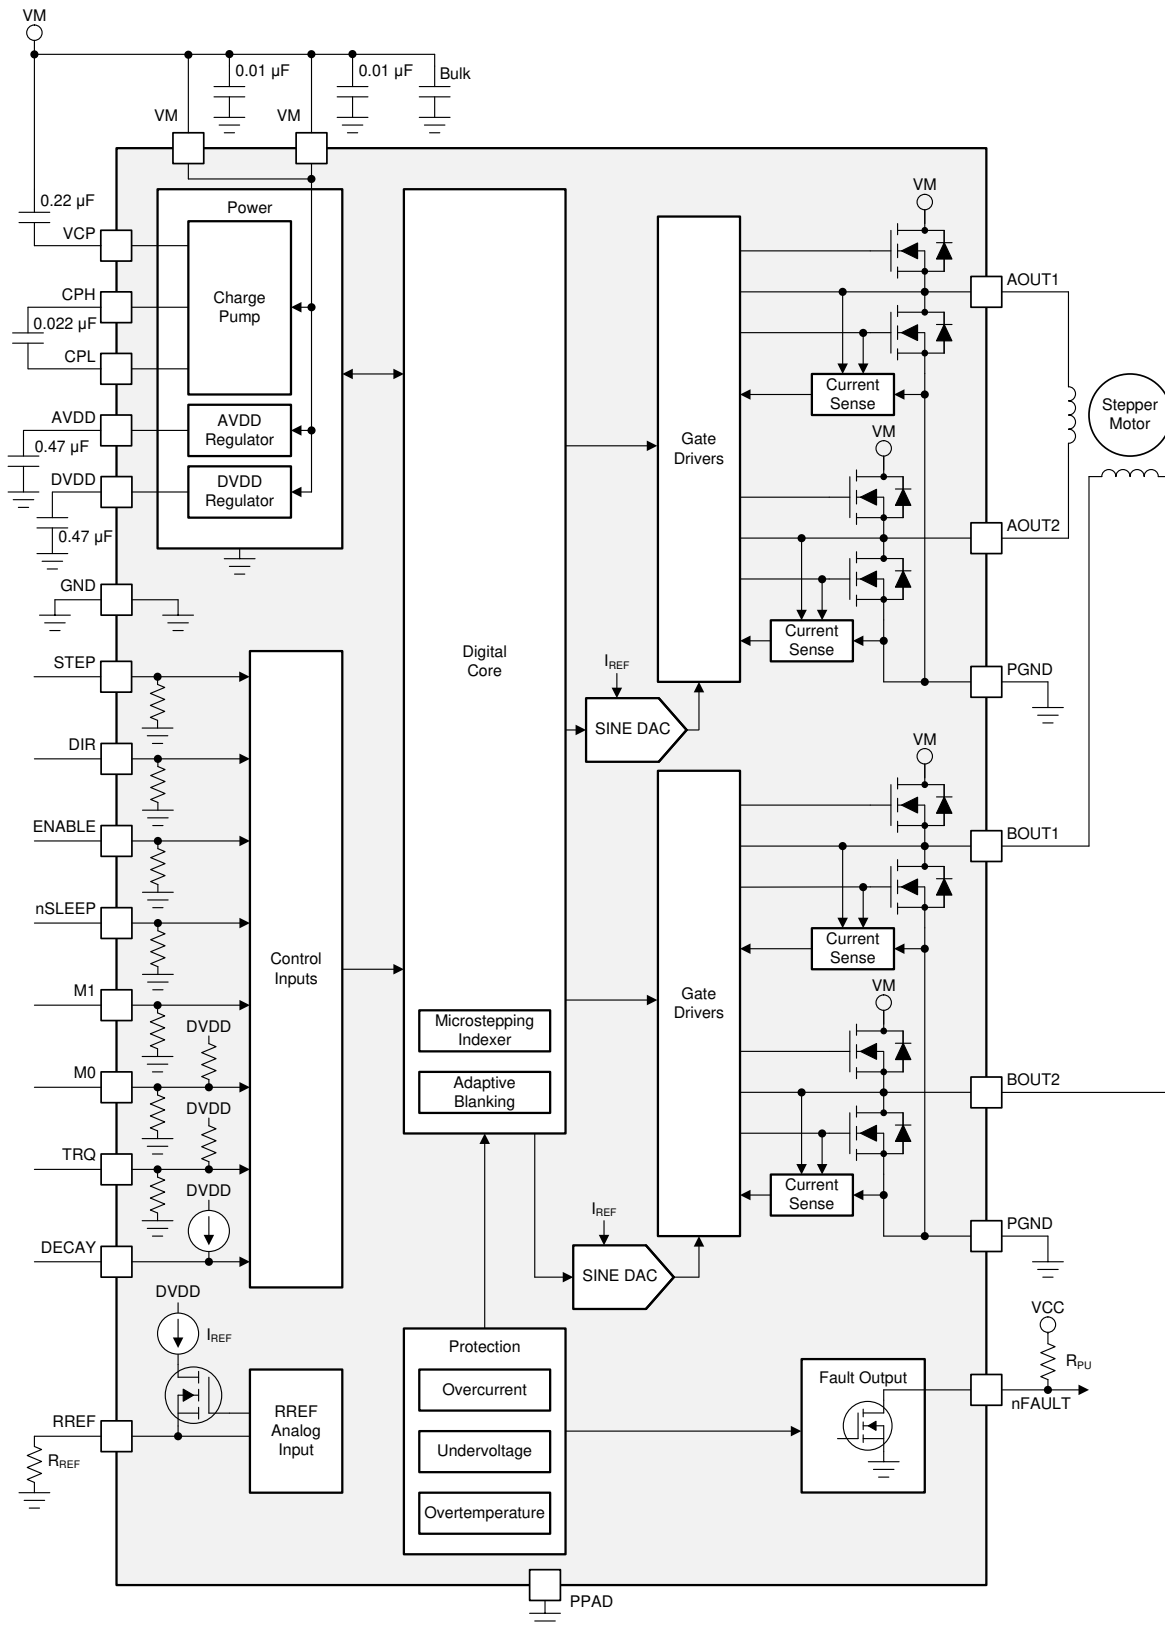 VM
0.01 µF
0.01 µF
Bulk
VM
VM
0.22 µF
VCP
CPH
0.022 µF
CPL
AVDD
0.47 µF
DVDD
0.47 µF
GND
Power
Charge
Pump
AVDD
Regulator
DVDD
Regulator
STEP
DIR
ENABLE
nSLEEP
M1
DVDD
M0
DVDD
TRQ
DVDD
DECAY
Control
Inputs
DVDD
IREF
RREF
RREF
RREF
Analog
Input
Digital
Core
Microstepping
Indexer
Adaptive
Blanking
Protection
Overcurrent
Undervoltage
Overtemperature
IREF
SINE DAC
IREF
SINE DAC
Gate
Drivers
VM
Current
Sense
VM
Current
Sense
AOUT1
Stepper
Motor
AOUT2
PGND
Gate
Drivers
VM
Current
Sense
VM
Current
Sense
BOUT1
BOUT2
PGND
VCC
RPU
Fault Output
nFAULT
PPAD